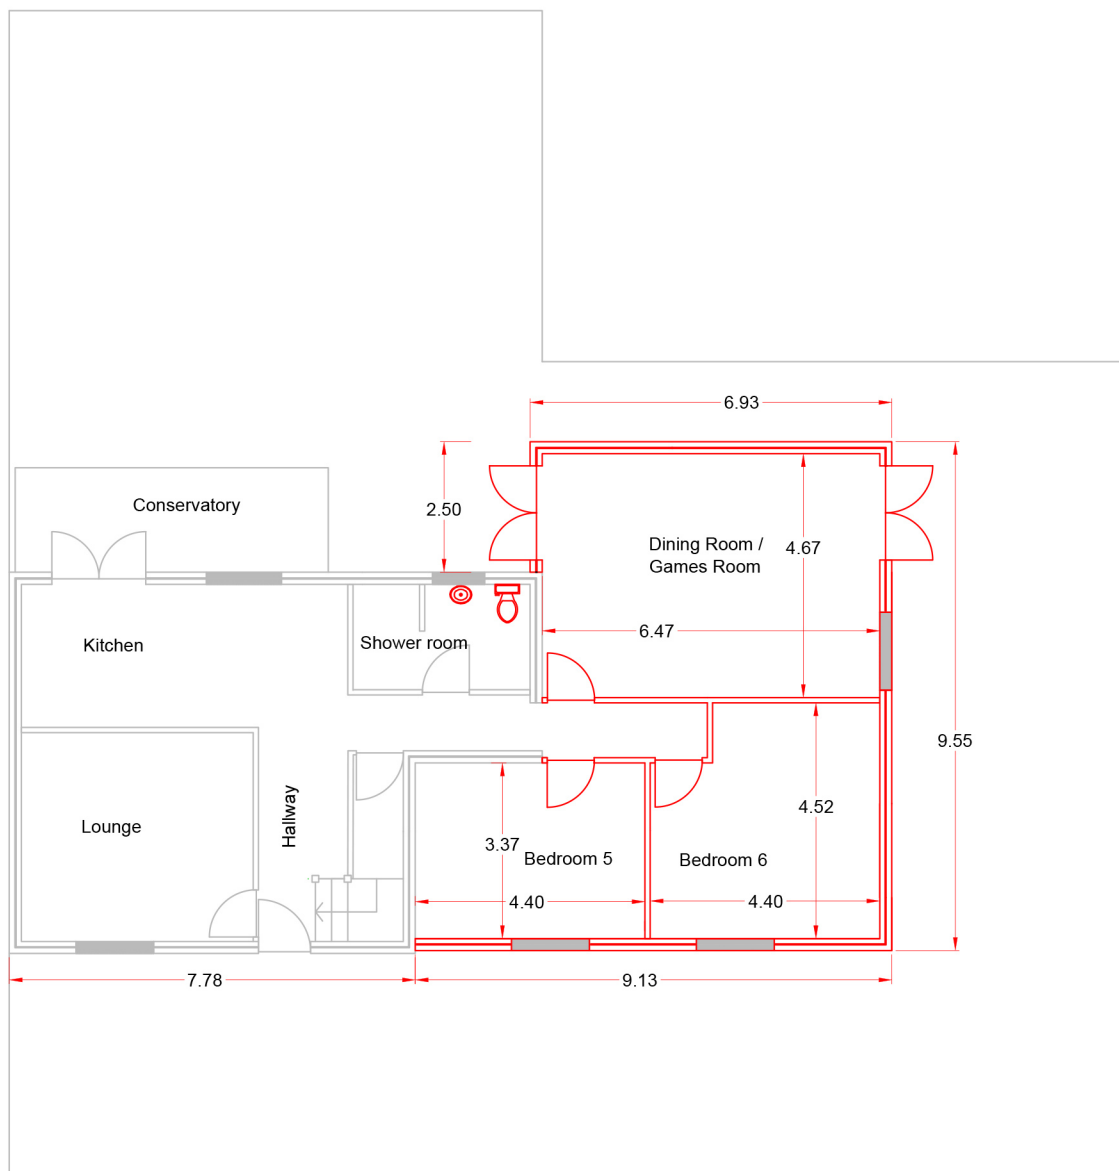 6.93
2.50
Conservatory
Dining Room /
Games Room
4.67
6.47
Kitchen
Shower room
9.55
Lounge
Hallway
3.37
Bedroom 5
4.40
Bedroom 6
4.52
4.40
7.78
9.13